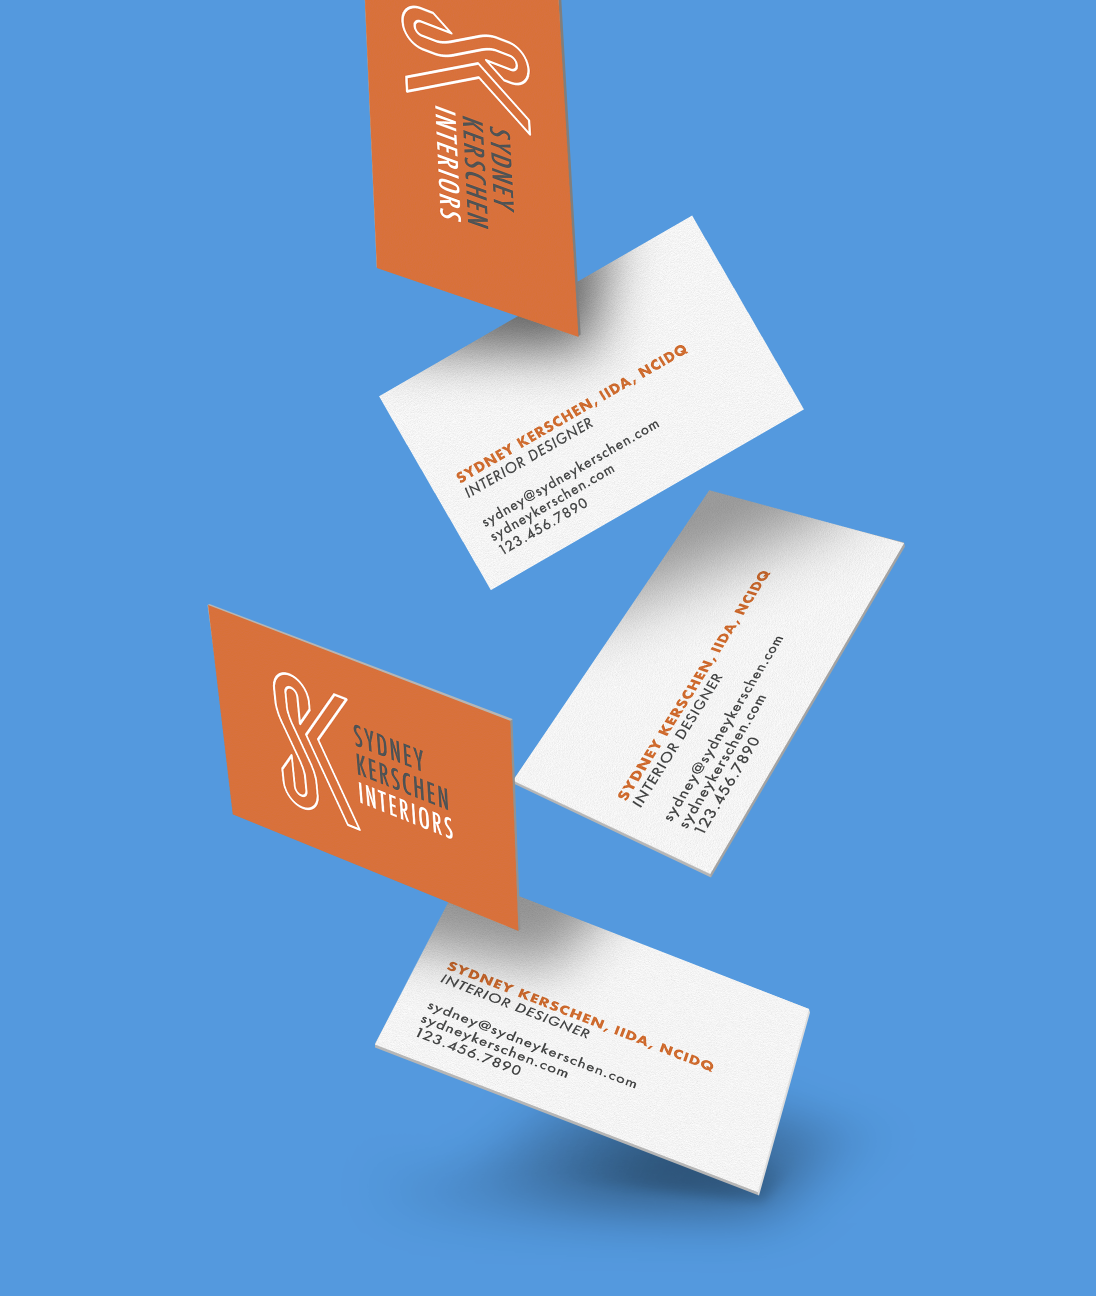 SK
SYDNEY
KERSCHEN
INTERIORS
SYDNEY KERSCHEN, IIDA, NCIDQ
INTERIOR DESIGNER
sydney@sydneykerschen.com
sydneykerschen.com
123.456.7890
SYDNEY KERSCHEN, IIDA, NCIDQ
INTERIOR DESIGNER
sydney@sydneykerschen.com
sydneykerschen.com
123.456.7890
SK
SYDNEY
KERSCHEN
INTERIORS
SYDNEY KERSCHEN, IIDA, NCIDQ
INTERIOR DESIGNER
sydney@sydneykerschen.com
sydneykerschen.com
123.456.7890